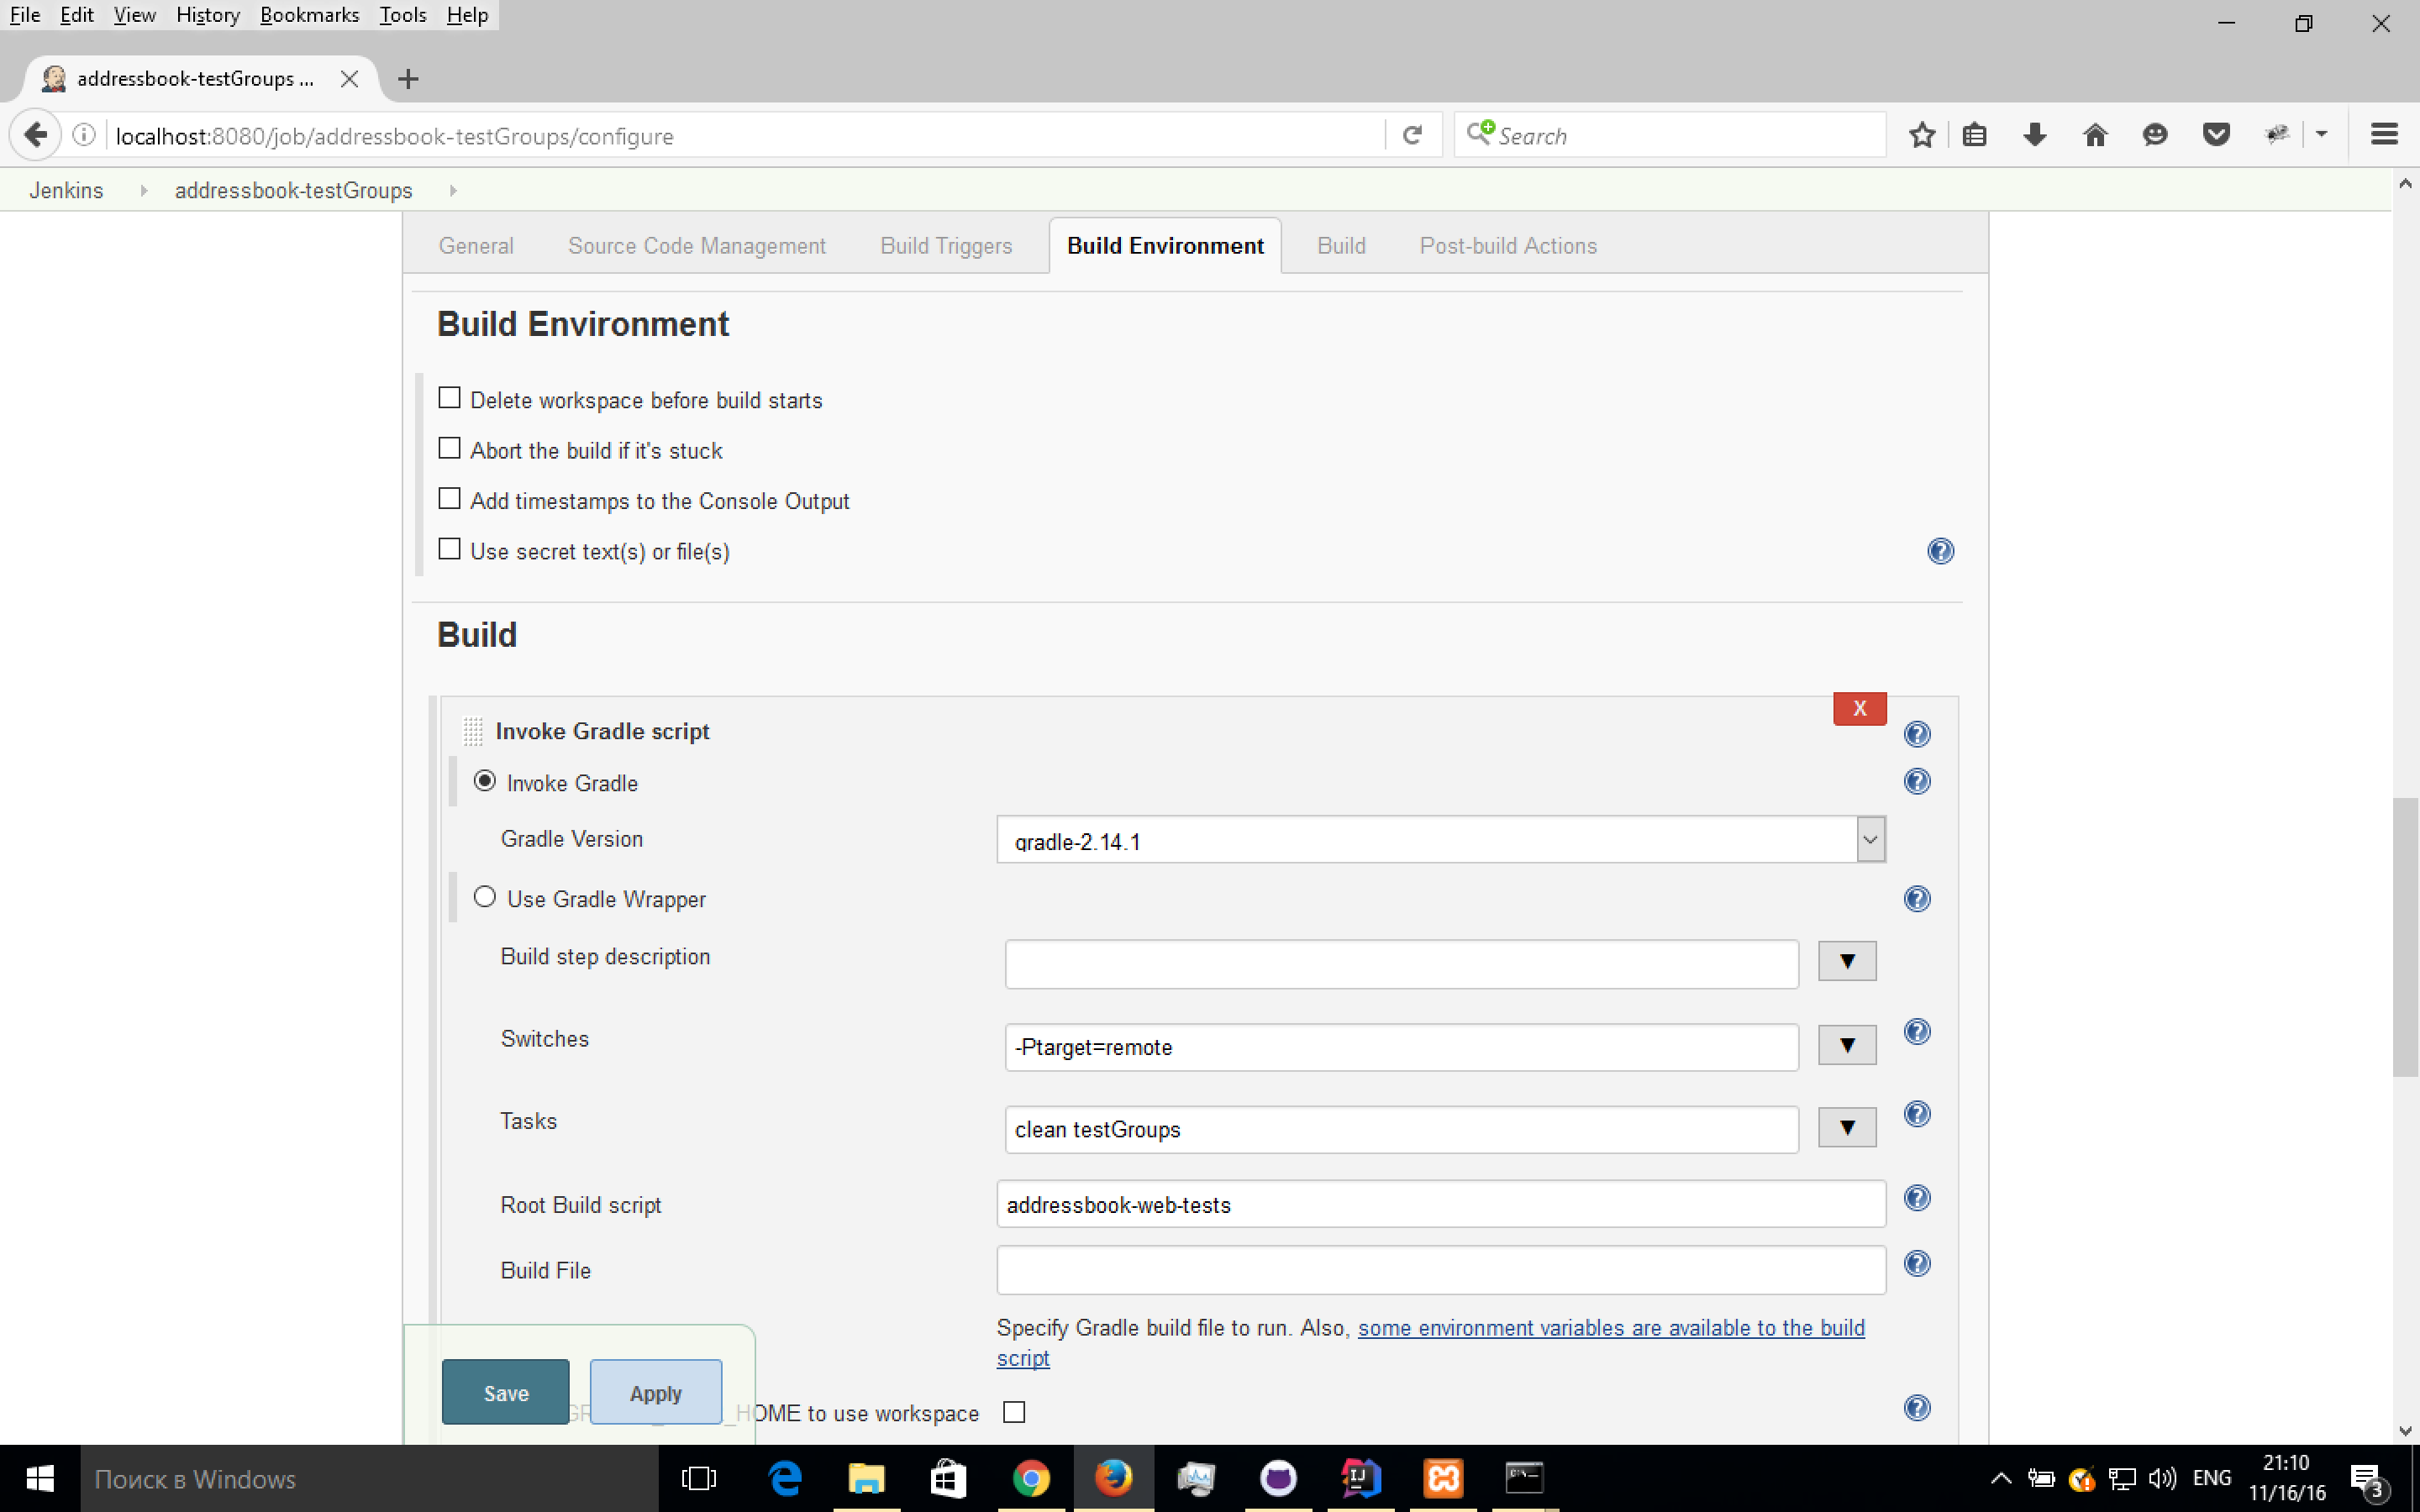 File Edit View History Bookmarks Tools Help
addressbook-testGroups ...
localhost:8080/job/addressbook-testGroups/configure
Search
Jenkins addressbook-testGroups
General Source Code Management Build Triggers Build Environment Build Post-build Actions
Build Environment
Delete workspace before build starts
Abort the build if it's stuck
Add timestamps to the Console Output
Use secret text(s) or file(s)
Build
X
Invoke Gradle script
Invoke Gradle
Gradle Version gradle-2.14.1
Use Gradle Wrapper
Build step description
Switches -Ptarget=remote
Tasks clean testGroups
Root Build script addressbook-web-tests
Build File
Specify Gradle build file to run. Also, some environment variables are available to the build
script
Save Apply
HOME to use workspace
Поиск в Windows
ENG
21:10
11/16/16
3